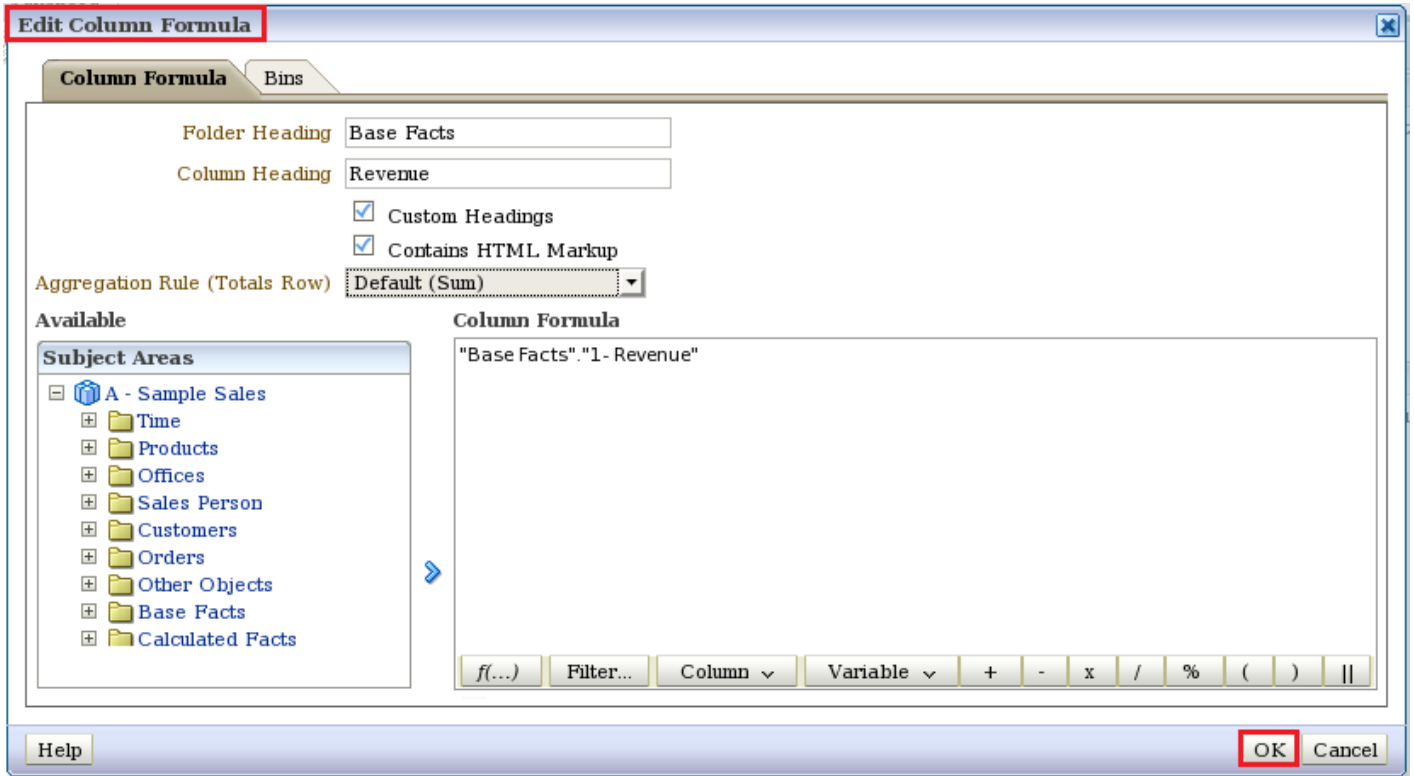 Edit Column Formula
Column Formula
Bins
Folder Heading Base Facts
Column Heading Revenue
Custom Headings
Contains HTML Markup
Aggregation Rule (Totals Row) Default (Sum)
Available
Subject Areas
A - Sample Sales
Time
Products
Offices
Sales Person
Customers
Orders
Other Objects
Base Facts
Calculated Facts
Column Formula
"Base Facts"."1- Revenue"
f(...) Filter... Column Variable + - x / % ( ) ||
Help OK Cancel